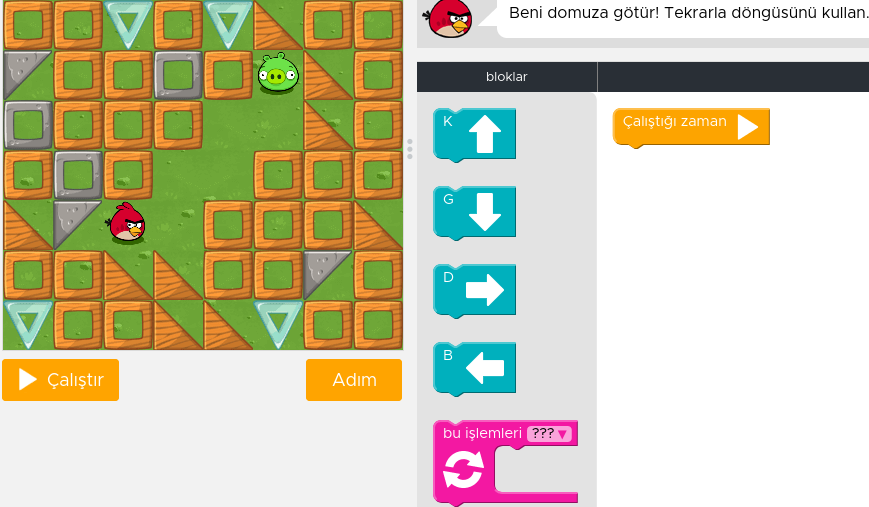 Beni domuza götür! Tekrarla döngüsünü kullan.
bloklar
K
Çalıştığı zaman
G
D
B
Çalıştır
Adım
bu işlemleri ???